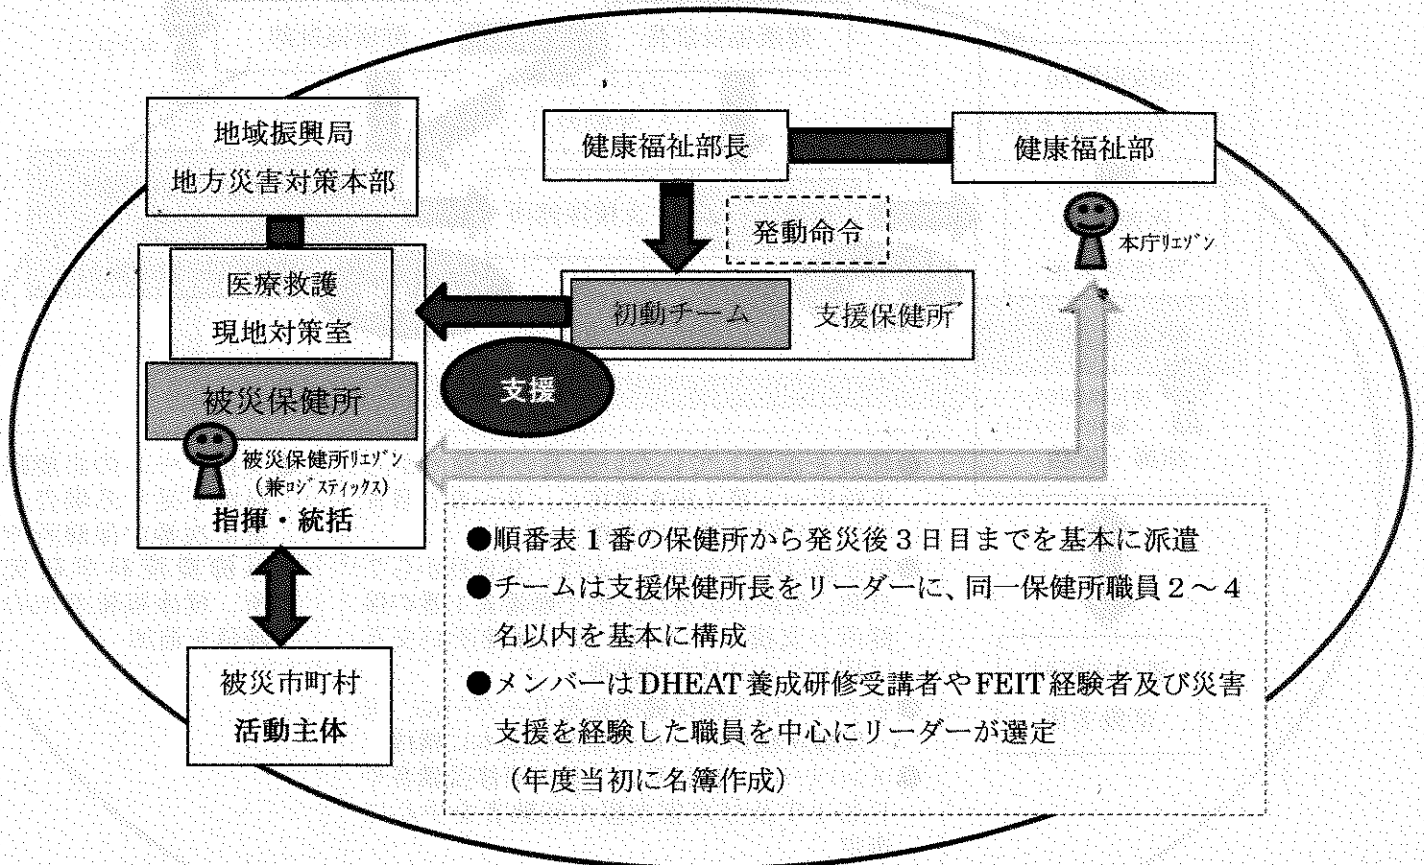 地域振興局
地方災害対策本部
健康福祉部長
健康福祉部
発動命令
本庁ﾘｴｿﾞﾝ
医療救護
現地対策室
初動チーム
支援保健所
支援
被災保健所
被災保健所ﾘｴｿﾞﾝ
（兼ﾛｼﾞｽﾃｨｯｸｽ）
指揮・統括
●順番表１番の保健所から発災後３日目までを基本に派遣
●チームは支援保健所長をリーダーに、同一保健所職員２～４
名以内を基本に構成
●メンバーはDHEAT養成研修受講者やFEIT経験者及び災害
支援を経験した職員を中心にリーダーが選定
（年度当初に名簿作成）
被災市町村
活動主体